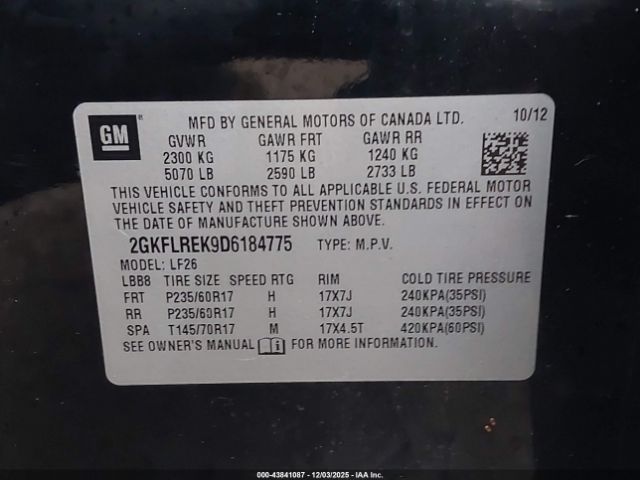 GM
®
MFD BY GENERAL MOTORS OF CANADA LTD. 10/12
GVWR GAWR FRT GAWR RR
2300 KG 1175 KG 1240 KG
5070 LB 2590 LB 2733 LB
THIS VEHICLE CONFORMS TO ALL APPLICABLE U.S. FEDERAL MOTOR
VEHICLE SAFETY AND THEFT PREVENTION STANDARDS IN EFFECT ON
THE DATE OF MANUFACTURE SHOWN ABOVE.
2GKFLREK9D6184775 TYPE: M.P.V.
MODEL: LF26
LBB8 TIRE SIZE SPEED RTG RIM COLD TIRE PRESSURE
FRT P235/60R17 H 17X7J 240KPA(35PSI)
RR P235/60R17 H 17X7J 240KPA(35PSI)
SPA T145/70R17 M 17X4.5T 420KPA(60PSI)
SEE OWNER'S MANUAL i FOR MORE INFORMATION.
000-43841087 - 12/03/2025 - IAA Inc.